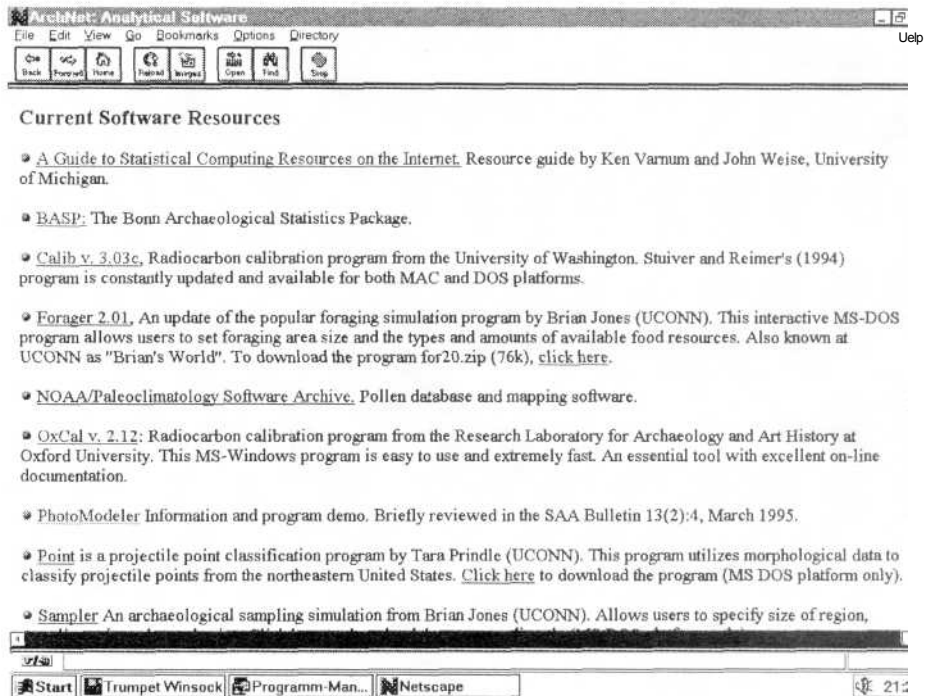 ArchNet: Analytical Software
File Edit View Go Bookmarks Options Directory
Uelp
Back Forward Home Reload Images Open Find Stop
Current Software Resources
A Guide to Statistical Computing Resources on the Internet. Resource guide by Ken Varnum and John Weise, University
of Michigan.
BASP: The Bonn Archaeological Statistics Package.
Calib v. 3.03c, Radiocarbon calibration program from the University of Washington. Stuiver and Reimer's (1994)
program is constantly updated and available for both MAC and DOS platforms.
Forager 2.01, An update of the popular foraging simulation program by Brian Jones (UCONN). This interactive MS-DOS
program allows users to set foraging area size and the types and amounts of available food resources. Also known at
UCONN as "Brian's World". To download the program for20.zip (76k), click here.
NOAA/Paleoclimatology Software Archive. Pollen database and mapping software.
OxCal v. 2.12: Radiocarbon calibration program from the Research Laboratory for Archaeology and Art History at
Oxford University. This MS-Windows program is easy to use and extremely fast. An essential tool with excellent on-line
documentation.
PhotoModeler Information and program demo. Briefly reviewed in the SAA Bulletin 13(2):4, March 1995.
Point is a projectile point classification program by Tara Prindle (UCONN). This program utilizes morphological data to
classify projectile points from the northeastern United States. Click here to download the program (MS DOS platform only).
Sampler An archaeological sampling simulation from Brian Jones (UCONN). Allows users to specify size of region,
Start Trumpet Winsock Programm-Man... Netscape 21: